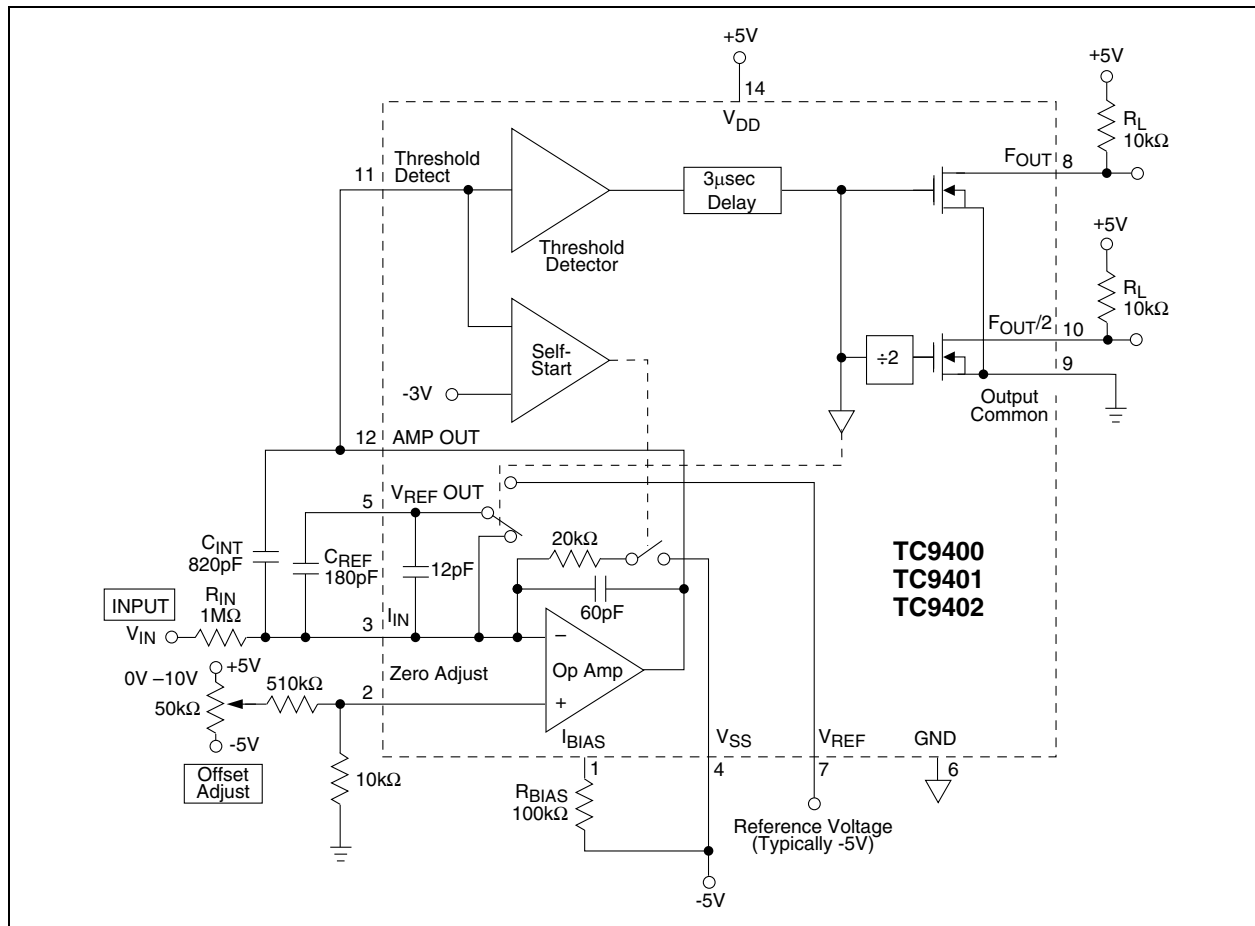 +5V
14
VDD
+5V
RL
10kΩ
FOUT
8
11
Threshold
Detect
3µsec
Delay
Threshold
Detector
+5V
RL
10kΩ
FOUT/2
10
Self-
Start
÷2
9
-3V
Output
Common
12
AMP OUT
5
VREF OUT
CINT
820pF
CREF
180pF
12pF
20kΩ
60pF
TC9400
TC9401
TC9402
INPUT
RIN
1MΩ
VIN
3
IIN
–
Op Amp
+
Zero Adjust
0V –10V
+5V
50kΩ
510kΩ
2
-5V
Offset
Adjust
10kΩ
IBIAS
VSS
VREF
GND
1
4
7
6
RBIAS
100kΩ
Reference Voltage
(Typically -5V)
-5V